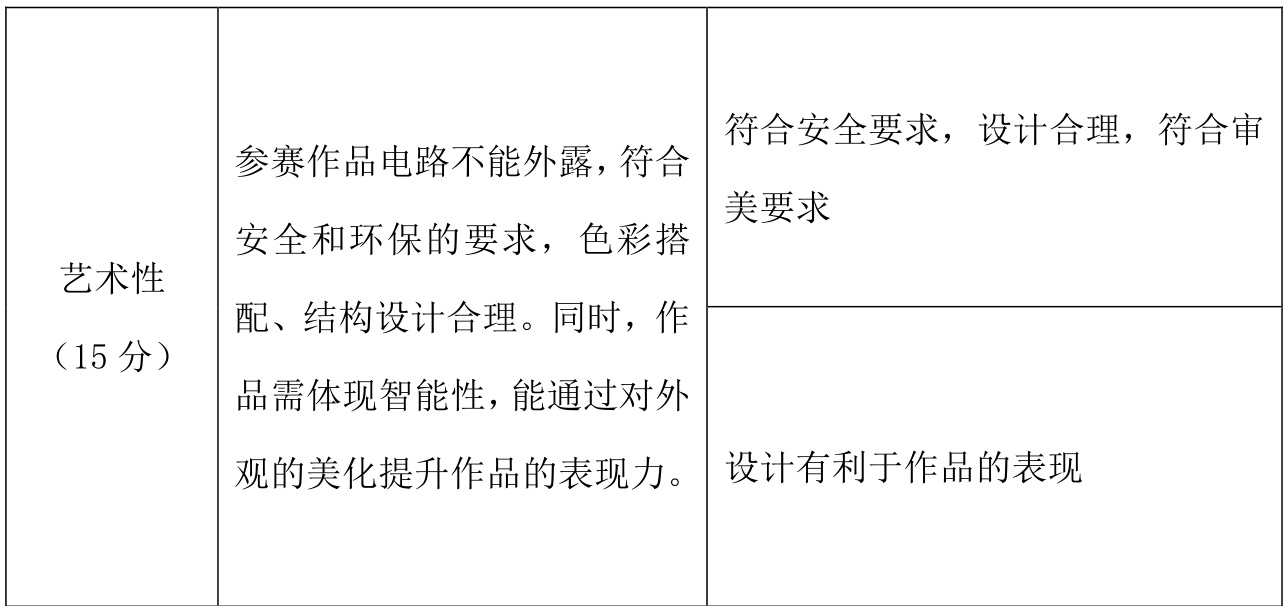 艺术性
（15 分）
参赛作品电路不能外露，符合
安全和环保的要求，色彩搭
配、结构设计合理。同时，作
品需体现智能性，能通过对外
观的美化提升作品的表现力。
符合安全要求，设计合理，符合审
美要求
设计有利于作品的表现